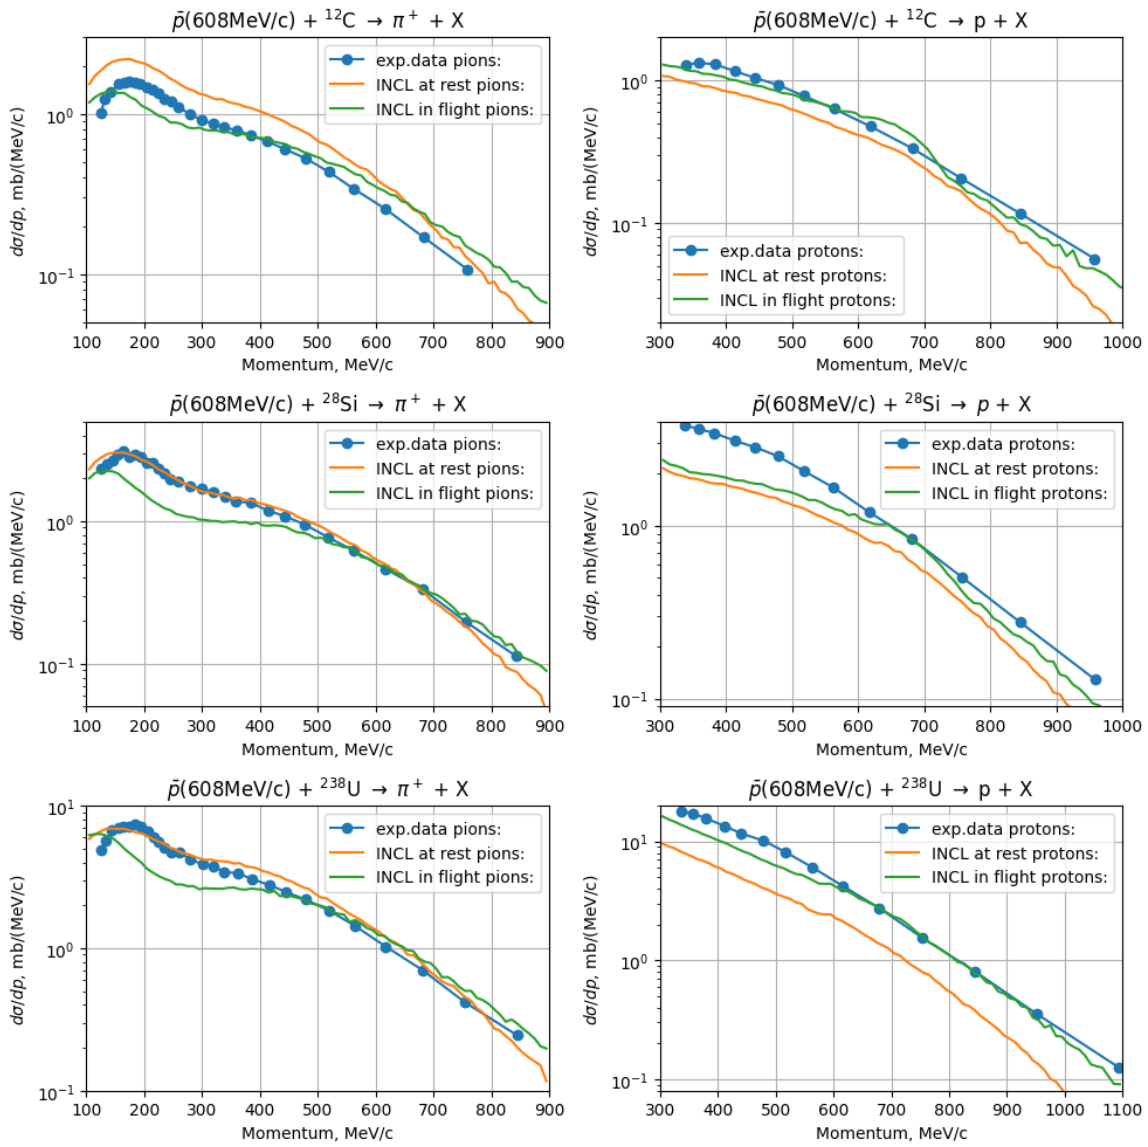 p̄(608MeV/c) + ¹²C → π⁺ + X
exp.data pions:
INCL at rest pions:
INCL in flight pions:
dσ/dp, mb/(MeV/c)
10⁰
10⁻¹
100 200 300 400 500 600 700 800 900
Momentum, MeV/c
p̄(608MeV/c) + ¹²C → p + X
exp.data protons:
INCL at rest protons:
INCL in flight protons:
dσ/dp, mb/(MeV/c)
10⁰
10⁻¹
300 400 500 600 700 800 900 1000
Momentum, MeV/c
p̄(608MeV/c) + ²⁸Si → π⁺ + X
exp.data pions:
INCL at rest pions:
INCL in flight pions:
dσ/dp, mb/(MeV/c)
10⁰
10⁻¹
100 200 300 400 500 600 700 800 900
Momentum, MeV/c
p̄(608MeV/c) + ²⁸Si → p + X
exp.data protons:
INCL at rest protons:
INCL in flight protons:
dσ/dp, mb/(MeV/c)
10⁰
10⁻¹
300 400 500 600 700 800 900 1000
Momentum, MeV/c
p̄(608MeV/c) + ²³⁸U → π⁺ + X
exp.data pions:
INCL at rest pions:
INCL in flight pions:
dσ/dp, mb/(MeV/c)
10¹
10⁰
10⁻¹
100 200 300 400 500 600 700 800 900
Momentum, MeV/c
p̄(608MeV/c) + ²³⁸U → p + X
exp.data protons:
INCL at rest protons:
INCL in flight protons:
dσ/dp, mb/(MeV/c)
10¹
10⁰
10⁻¹
300 400 500 600 700 800 900 1000 1100
Momentum, MeV/c